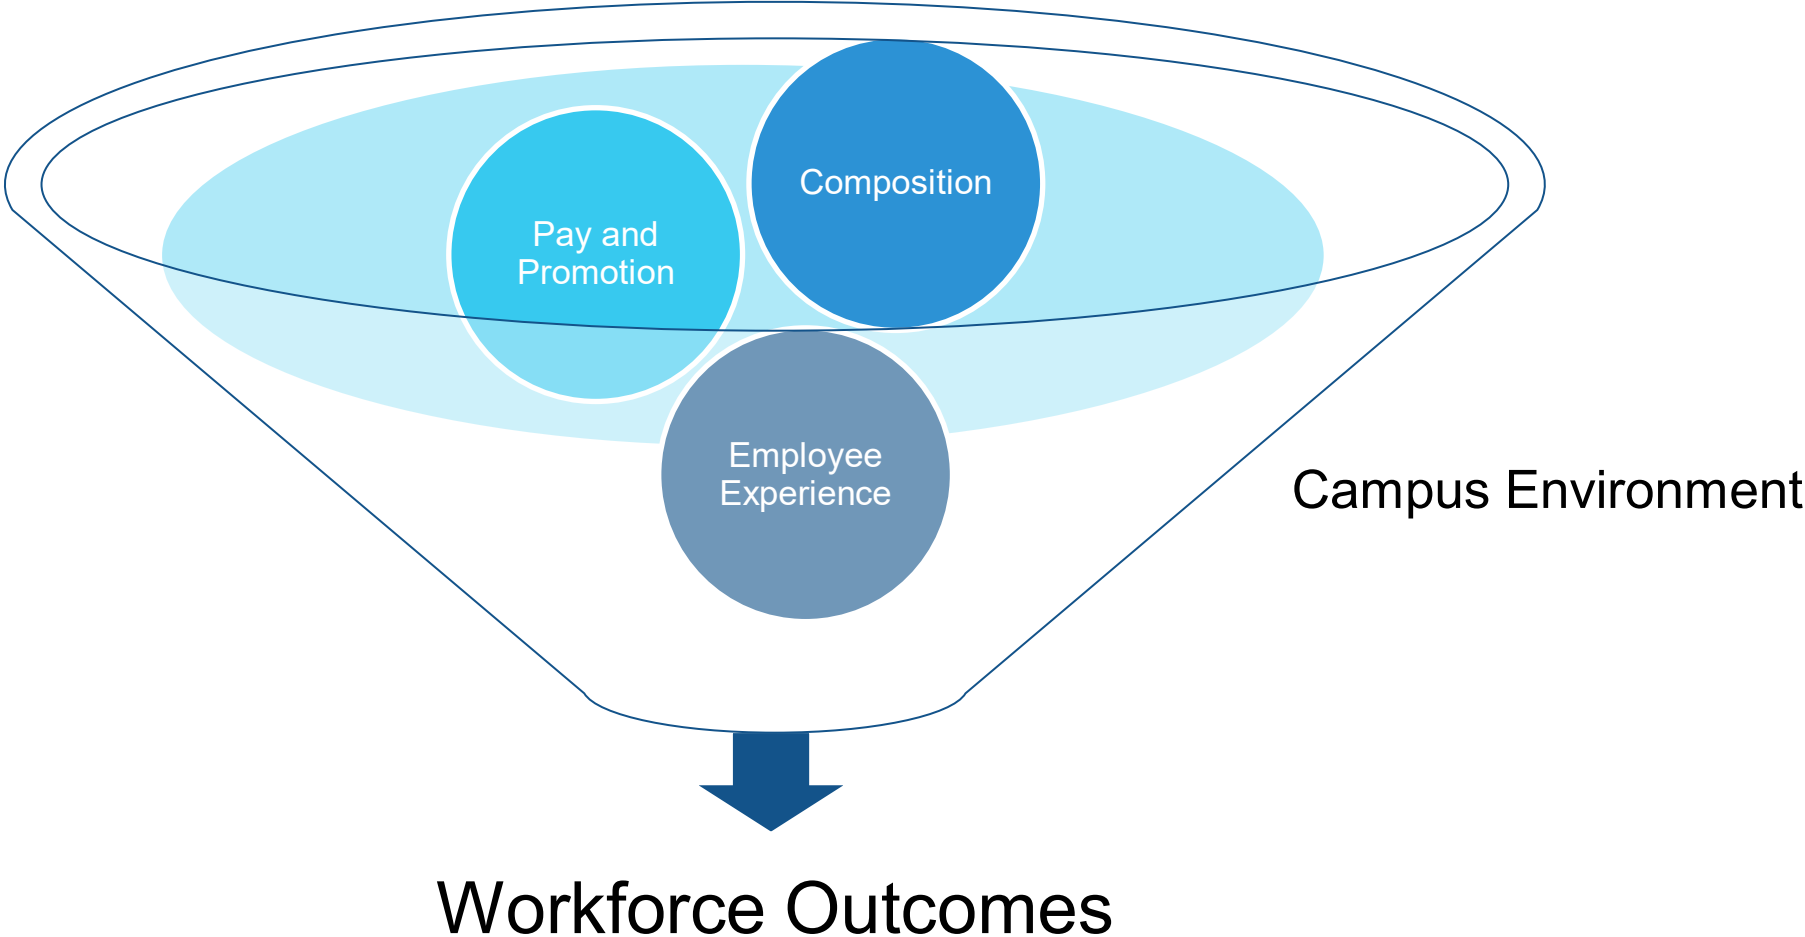 Composition
Pay and
Promotion
Employee
Experience
Campus Environment
Workforce Outcomes